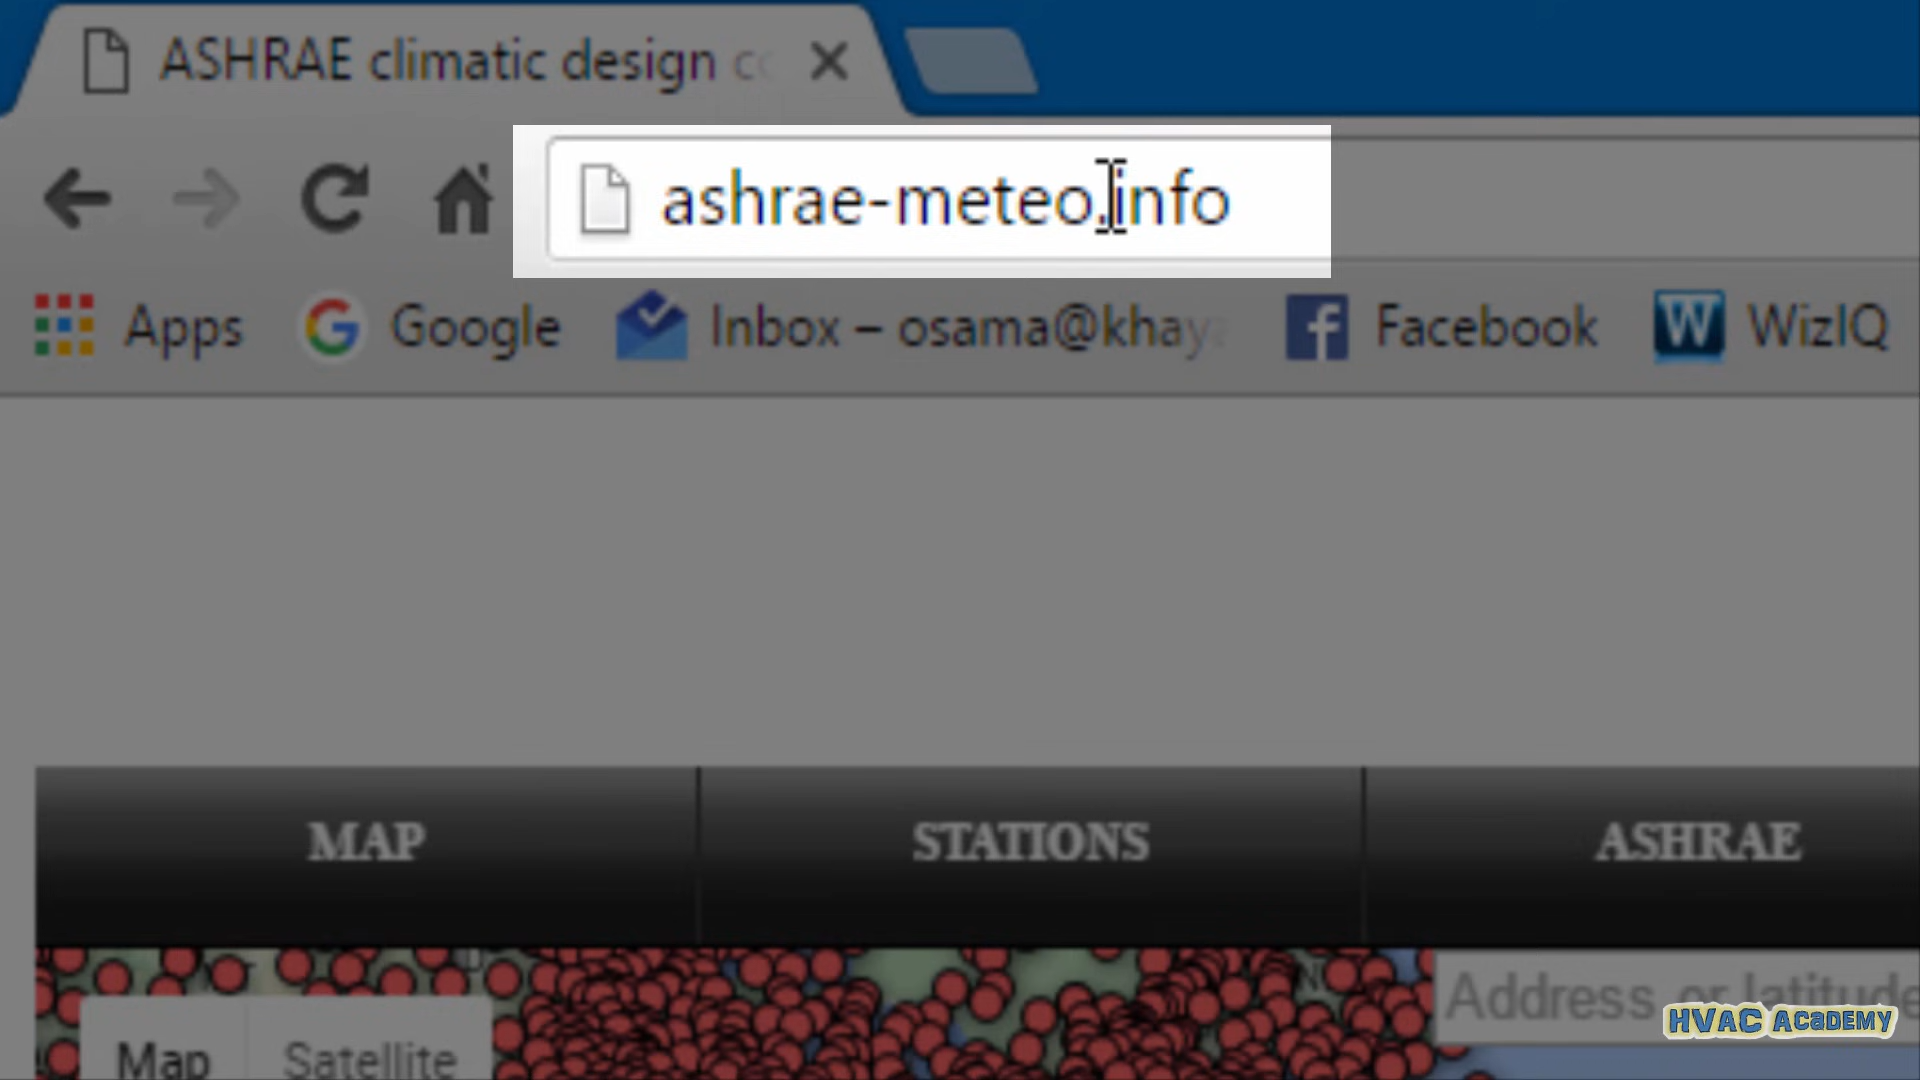 ASHRAE climatic design
ashrae-meteo.info
Apps Google Inbox – osama@khaya Facebook WizIQ
MAP STATIONS ASHRAE
Address or latitude
Map Satellite
HVAC ACADEMY